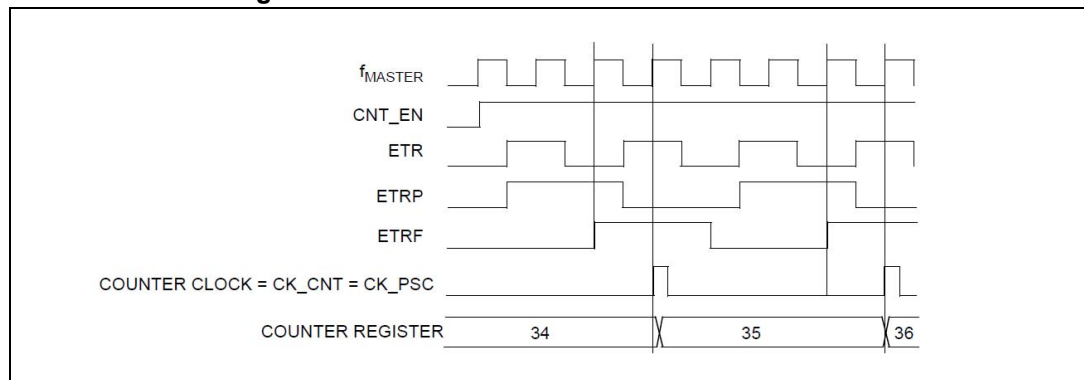 fMASTER
CNT_EN
ETR
ETRP
ETRF
COUNTER CLOCK = CK_CNT = CK_PSC
COUNTER REGISTER 34 35 36